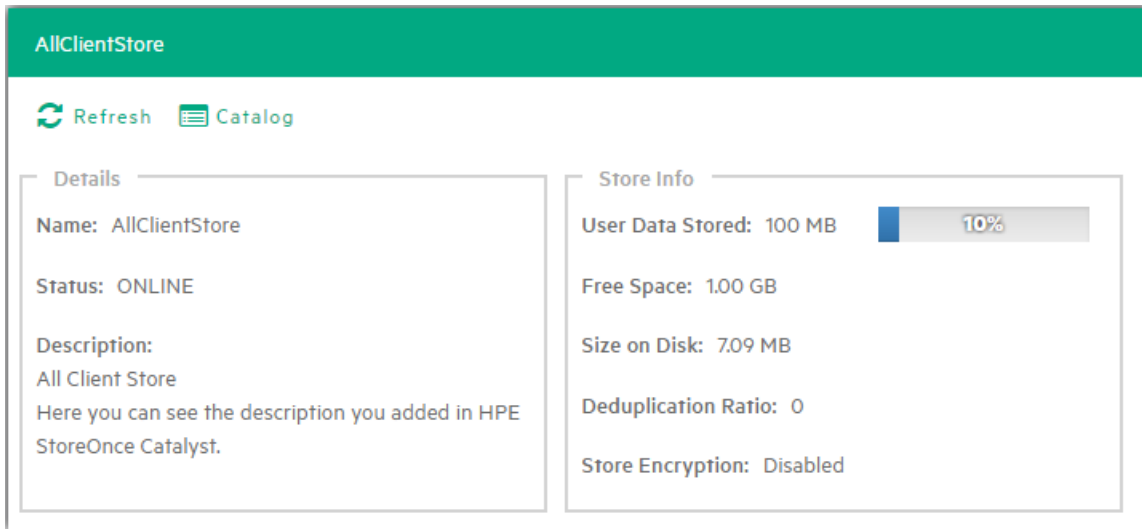 AllClientStore
Refresh Catalog
Details
Name: AllClientStore
Status: ONLINE
Description:
All Client Store
Here you can see the description you added in HPE
StoreOnce Catalyst.
Store Info
User Data Stored: 100 MB 10%
Free Space: 1.00 GB
Size on Disk: 7.09 MB
Deduplication Ratio: 0
Store Encryption: Disabled